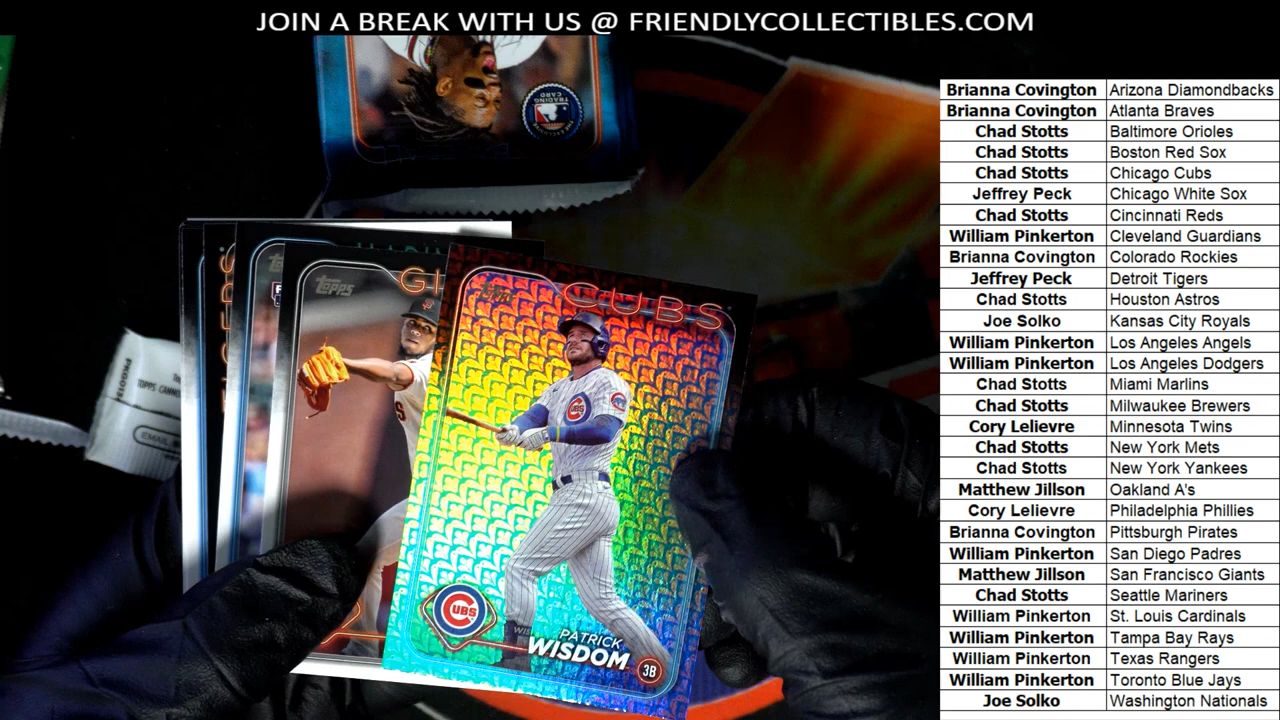 JOIN A BREAK WITH US @ FRIENDLYCOLLECTIBLES.COM
THE EXCLUSIVE
TRADING CARD
Topps
GI
CUBS
CUBS
CUBS
PATRICK
WISDOM
3B
EMAIL
Brianna Covington Arizona Diamondbacks
Brianna Covington Atlanta Braves
Chad Stotts Baltimore Orioles
Chad Stotts Boston Red Sox
Chad Stotts Chicago Cubs
Jeffrey Peck Chicago White Sox
Chad Stotts Cincinnati Reds
William Pinkerton Cleveland Guardians
Brianna Covington Colorado Rockies
Jeffrey Peck Detroit Tigers
Chad Stotts Houston Astros
Joe Solko Kansas City Royals
William Pinkerton Los Angeles Angels
William Pinkerton Los Angeles Dodgers
Chad Stotts Miami Marlins
Chad Stotts Milwaukee Brewers
Cory Lelievre Minnesota Twins
Chad Stotts New York Mets
Chad Stotts New York Yankees
Matthew Jillson Oakland A's
Cory Lelievre Philadelphia Phillies
Brianna Covington Pittsburgh Pirates
William Pinkerton San Diego Padres
Matthew Jillson San Francisco Giants
Chad Stotts Seattle Mariners
William Pinkerton St. Louis Cardinals
William Pinkerton Tampa Bay Rays
William Pinkerton Texas Rangers
William Pinkerton Toronto Blue Jays
Joe Solko Washington Nationals